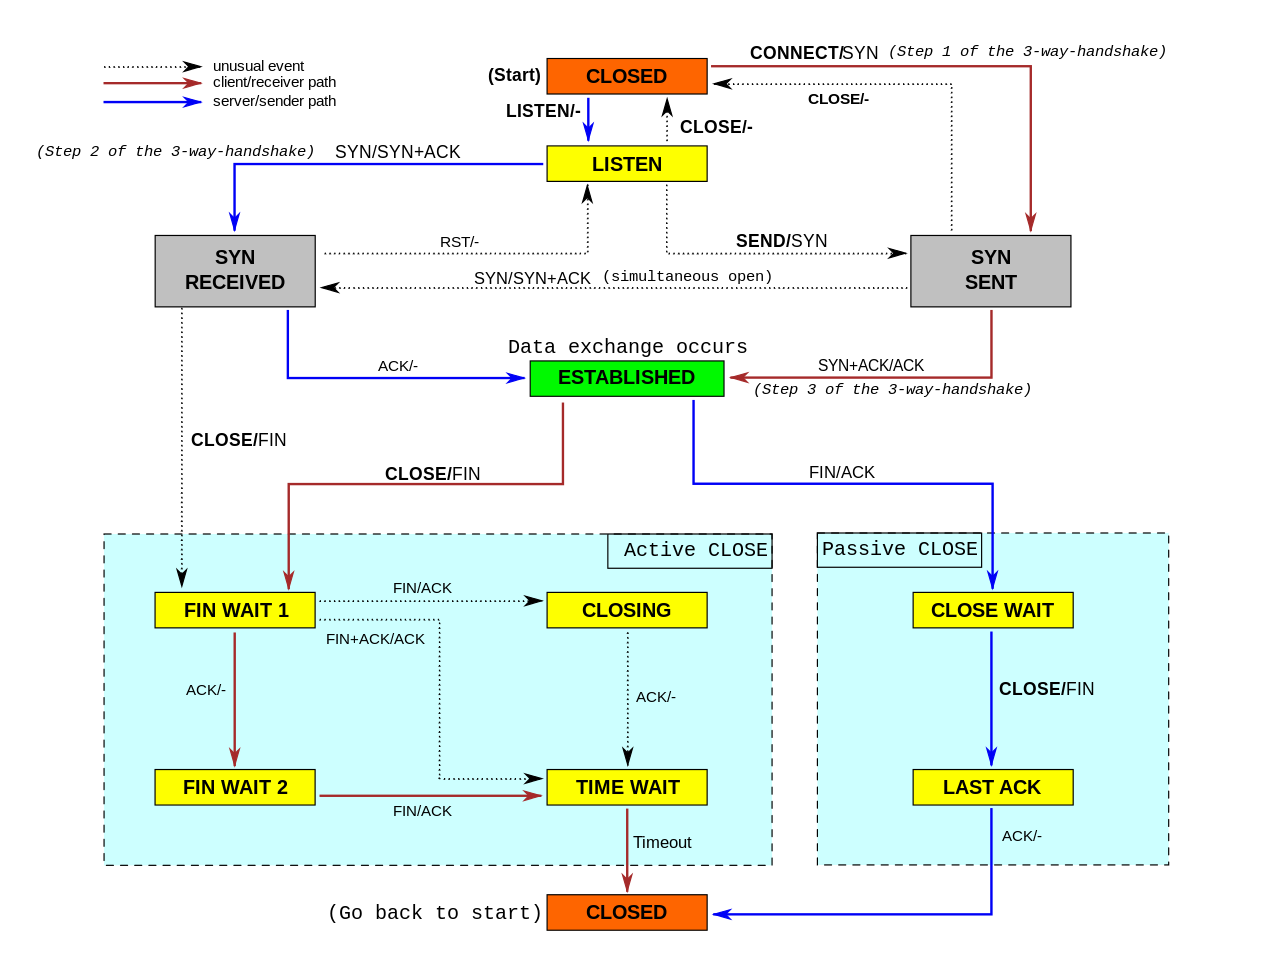 CONNECT/SYN (Step 1 of the 3-way-handshake)
unusual event
client/receiver path
server/sender path
(Start)
CLOSED
CLOSE/-
LISTEN/-
CLOSE/-
(Step 2 of the 3-way-handshake) SYN/SYN+ACK
LISTEN
RST/-
SEND/SYN
SYN
RECEIVED
SYN
SENT
SYN/SYN+ACK (simultaneous open)
Data exchange occurs
ACK/-
ESTABLISHED
SYN+ACK/ACK
(Step 3 of the 3-way-handshake)
CLOSE/FIN
CLOSE/FIN
FIN/ACK
Active CLOSE
Passive CLOSE
FIN WAIT 1
FIN/ACK
CLOSING
CLOSE WAIT
FIN+ACK/ACK
ACK/-
ACK/-
CLOSE/FIN
FIN WAIT 2
TIME WAIT
LAST ACK
FIN/ACK
Timeout
ACK/-
(Go back to start)
CLOSED